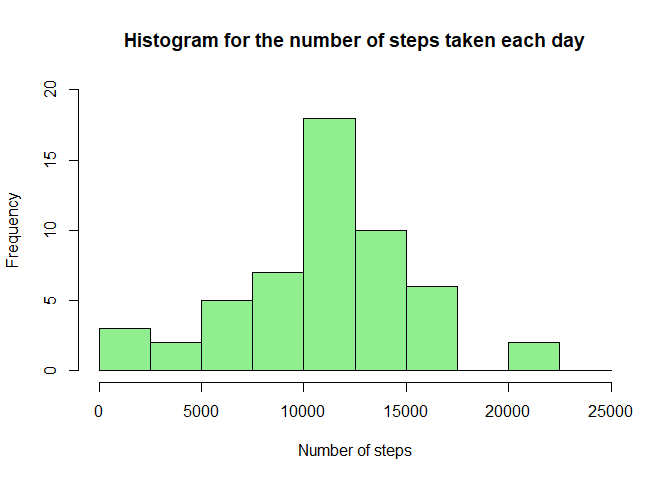 Histogram for the number of steps taken each day
Frequency
20
15
10
5
0
0 5000 10000 15000 20000 25000
Number of steps